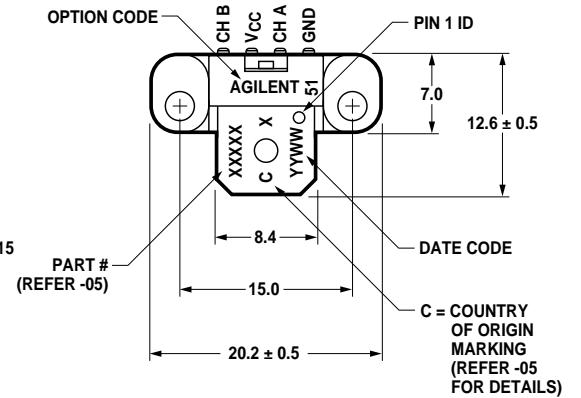 OPTION CODE
CH B
VCC
CH A
GND
PIN 1 ID
AGILENT
51
7.0
12.6 ± 0.5
XXXXX
X
C
YYWW
15
PART #
(REFER -05)
8.4
DATE CODE
15.0
C = COUNTRY
OF ORIGIN
MARKING
(REFER -05
FOR DETAILS)
20.2 ± 0.5